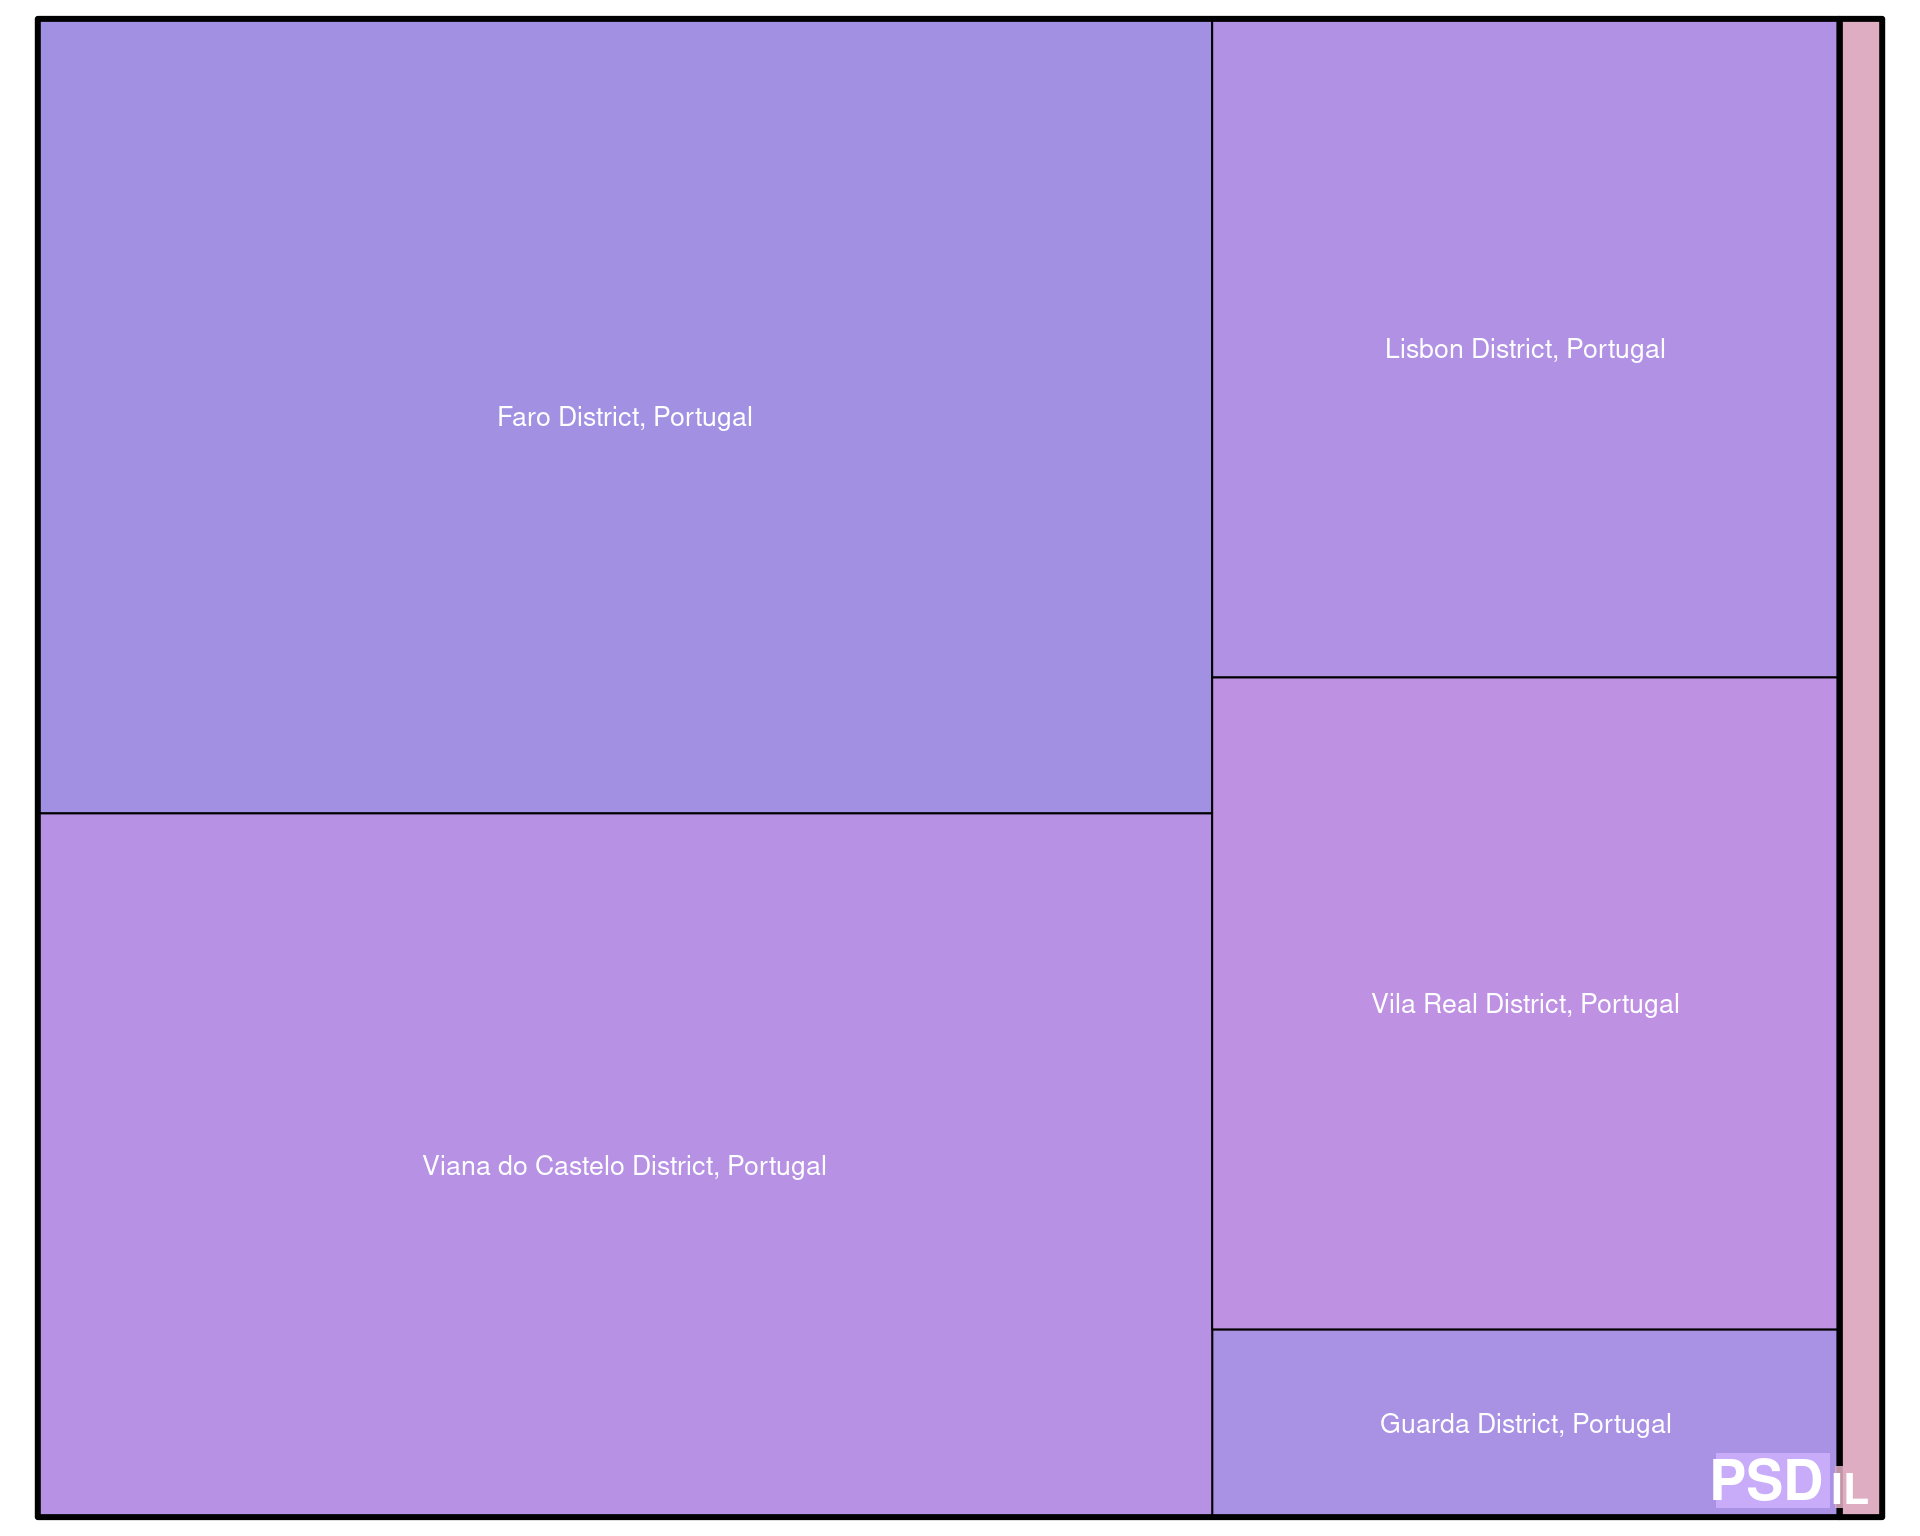 Faro District, Portugal
Lisbon District, Portugal
Viana do Castelo District, Portugal
Vila Real District, Portugal
Guarda District, Portugal
PSD
IL